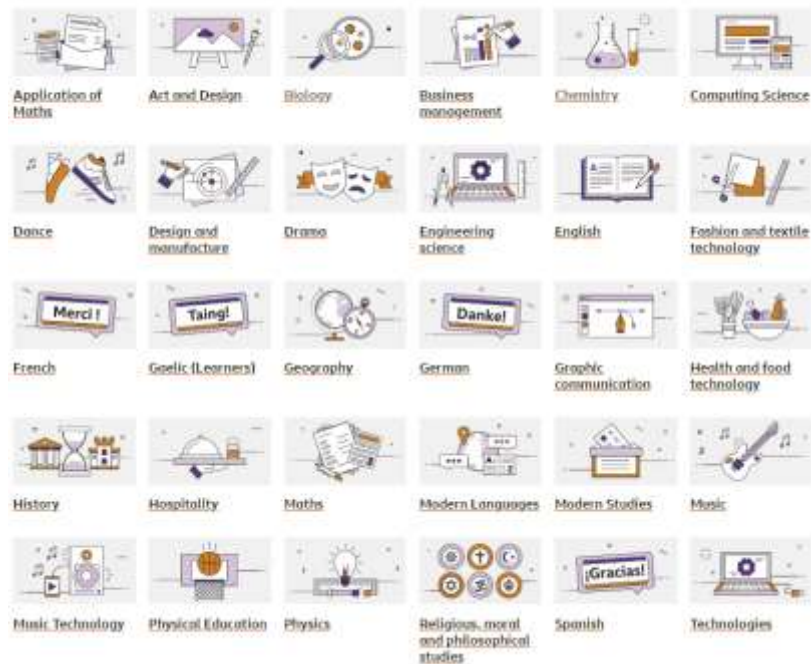 Application of
Maths
Art and Design
Biology
Business
management
Chemistry
Computing Science
Dance
Design and
manufacture
Drama
Engineering
science
English
Fashion and textile
technology
Merci !
Taing!
Danke!
French
Gaelic (Learners)
Geography
German
Graphic
communication
Health and food
technology
History
Hospitality
Maths
Modern Languages
Modern Studies
Music
¡Gracias!
Music Technology
Physical Education
Physics
Religious, moral
and philosophical
studies
Spanish
Technologies